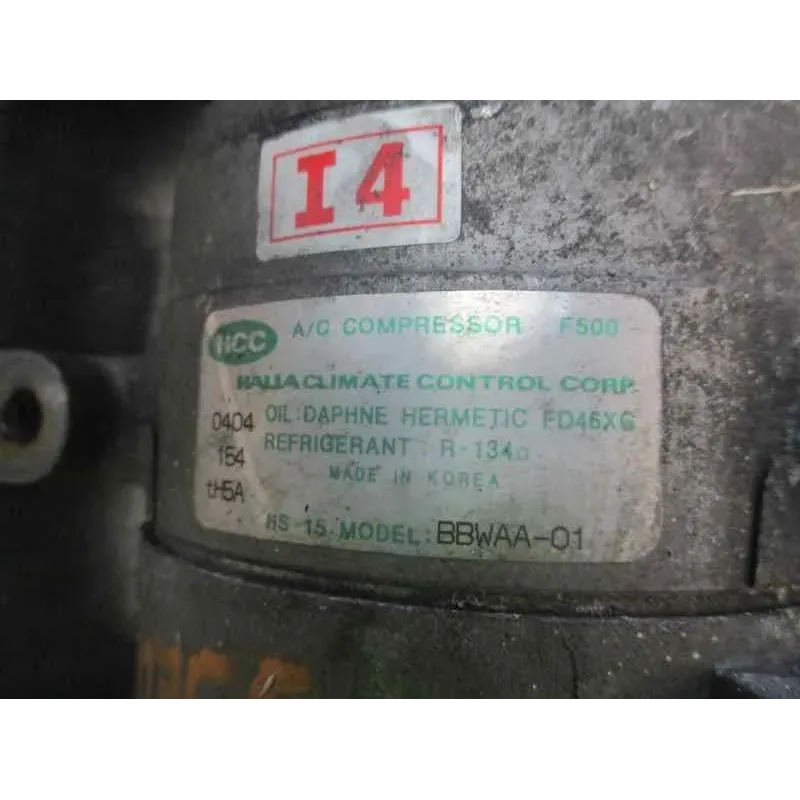 I4
HCC A/C COMPRESSOR F500
HALLA CLIMATE CONTROL CORP.
0404 OIL: DAPHNE HERMETIC FD46XG
154 REFRIGERANT : R-134a
MADE IN KOREA
tH5A
HS-15 MODEL: BBWAA-01